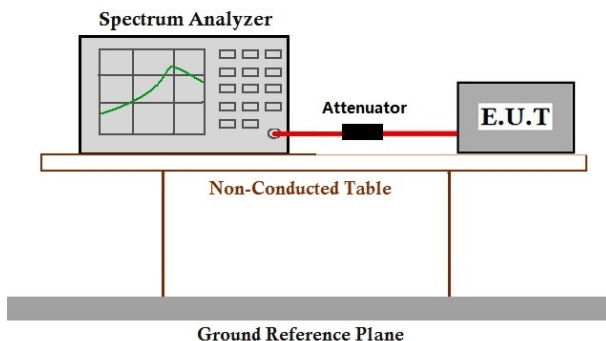 Spectrum Analyzer
Attenuator
E.U.T
Non-Conducted Table
Ground Reference Plane